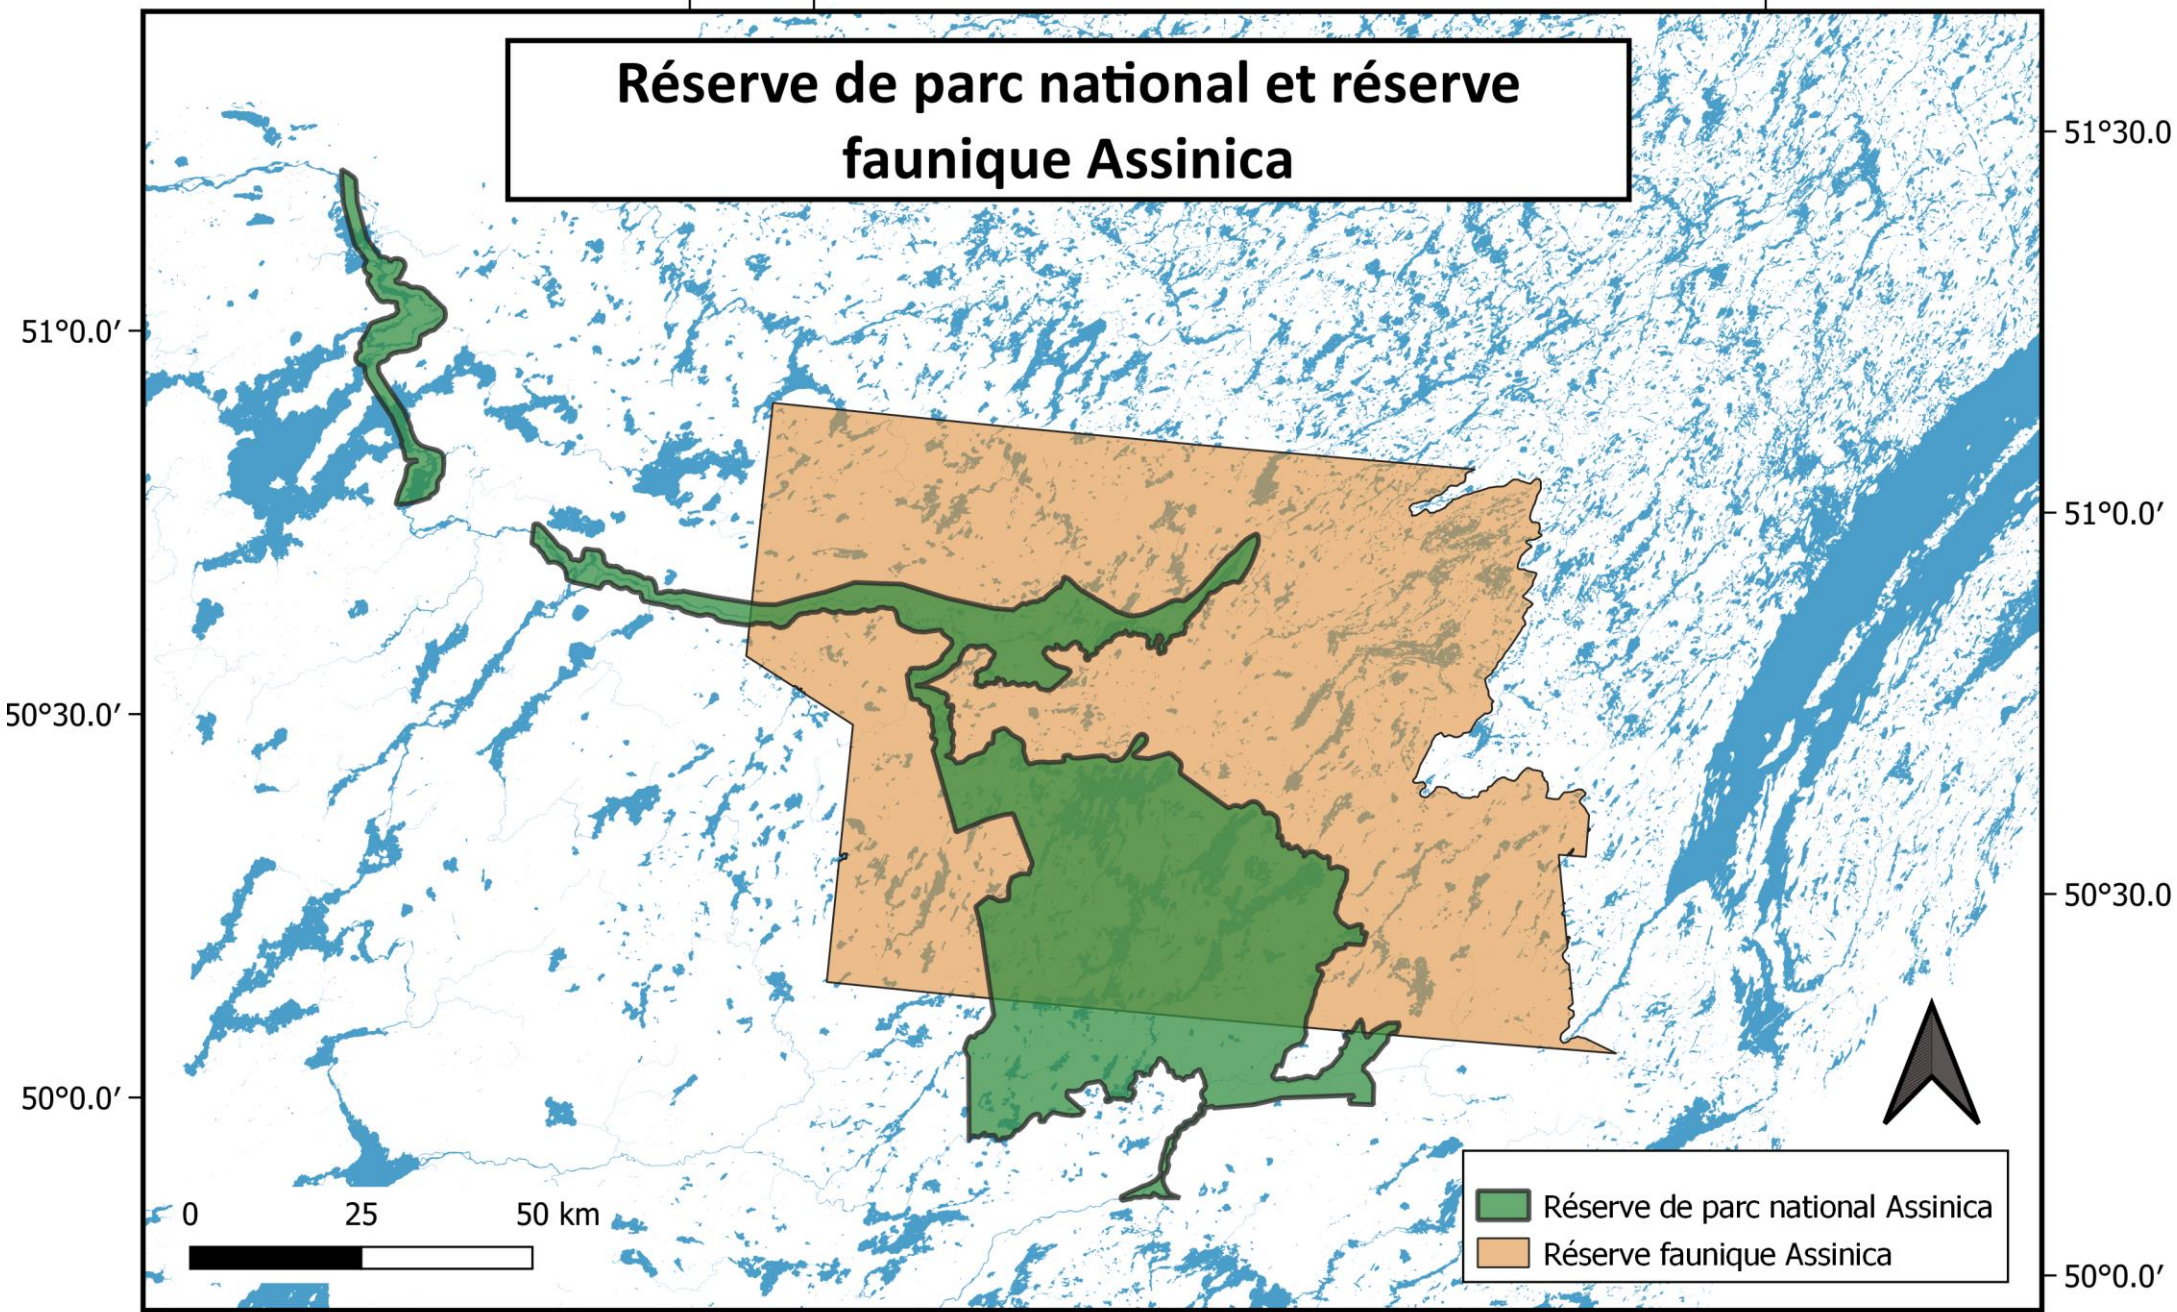 Réserve de parc national et réserve
faunique Assinica
51°30.0
51°0.0′
51°0.0′
50°30.0′
50°30.0
50°0.0′
0 25 50 km
Réserve de parc national Assinica
Réserve faunique Assinica
50°0.0′